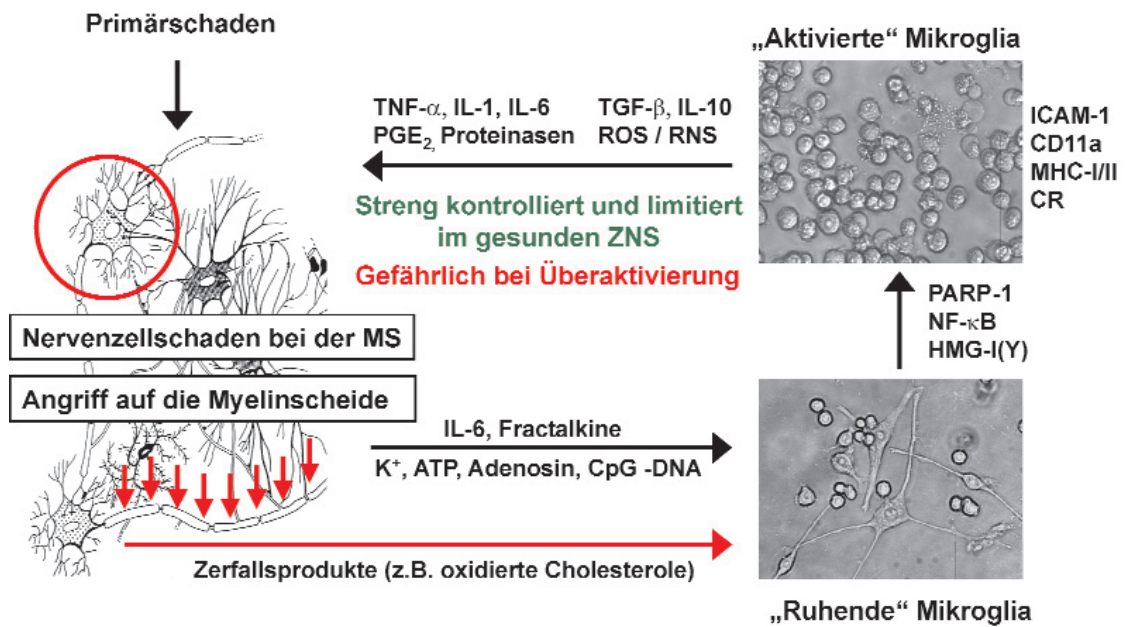 Primärschaden
„Aktivierte“ Mikroglia
TNF-α, IL-1, IL-6
PGE2, Proteinasen
TGF-β, IL-10
ROS / RNS
ICAM-1
CD11a
MHC-I/II
CR
Streng kontrolliert und limitiert
im gesunden ZNS
Gefährlich bei Überaktivierung
PARP-1
NF-κB
HMG-I(Y)
Nervenzellschaden bei der MS
Angriff auf die Myelinscheide
IL-6, Fractalkine
K+, ATP, Adenosin, CpG -DNA
Zerfallsprodukte (z.B. oxidierte Cholesterole)
„Ruhende“ Mikroglia